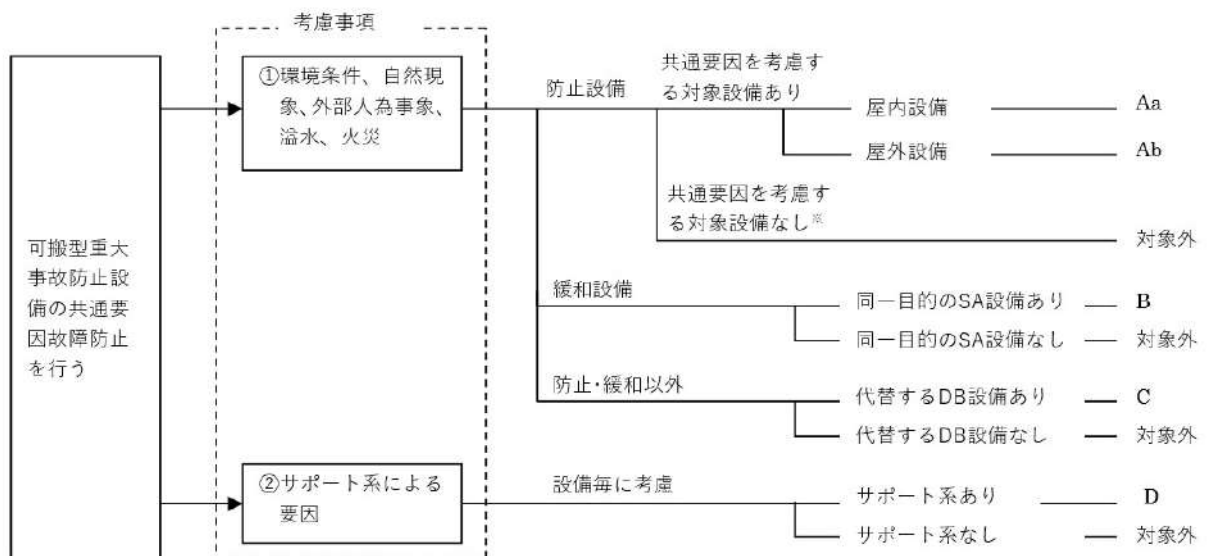 考慮事項
可搬型重大
事故防止設
備の共通要
因故障防止
を行う
①環境条件、自然現
象、外部人為事象、
溢水、火災
防止設備
共通要因を考慮す
る対象設備あり
屋内設備
Aa
屋外設備
Ab
共通要因を考慮す
る対象設備なし※
対象外
緩和設備
同一目的のSA設備あり
B
同一目的のSA設備なし
対象外
防止・緩和以外
代替するDB設備あり
C
代替するDB設備なし
対象外
②サポート系による
要因
設備毎に考慮
サポート系あり
D
サポート系なし
対象外